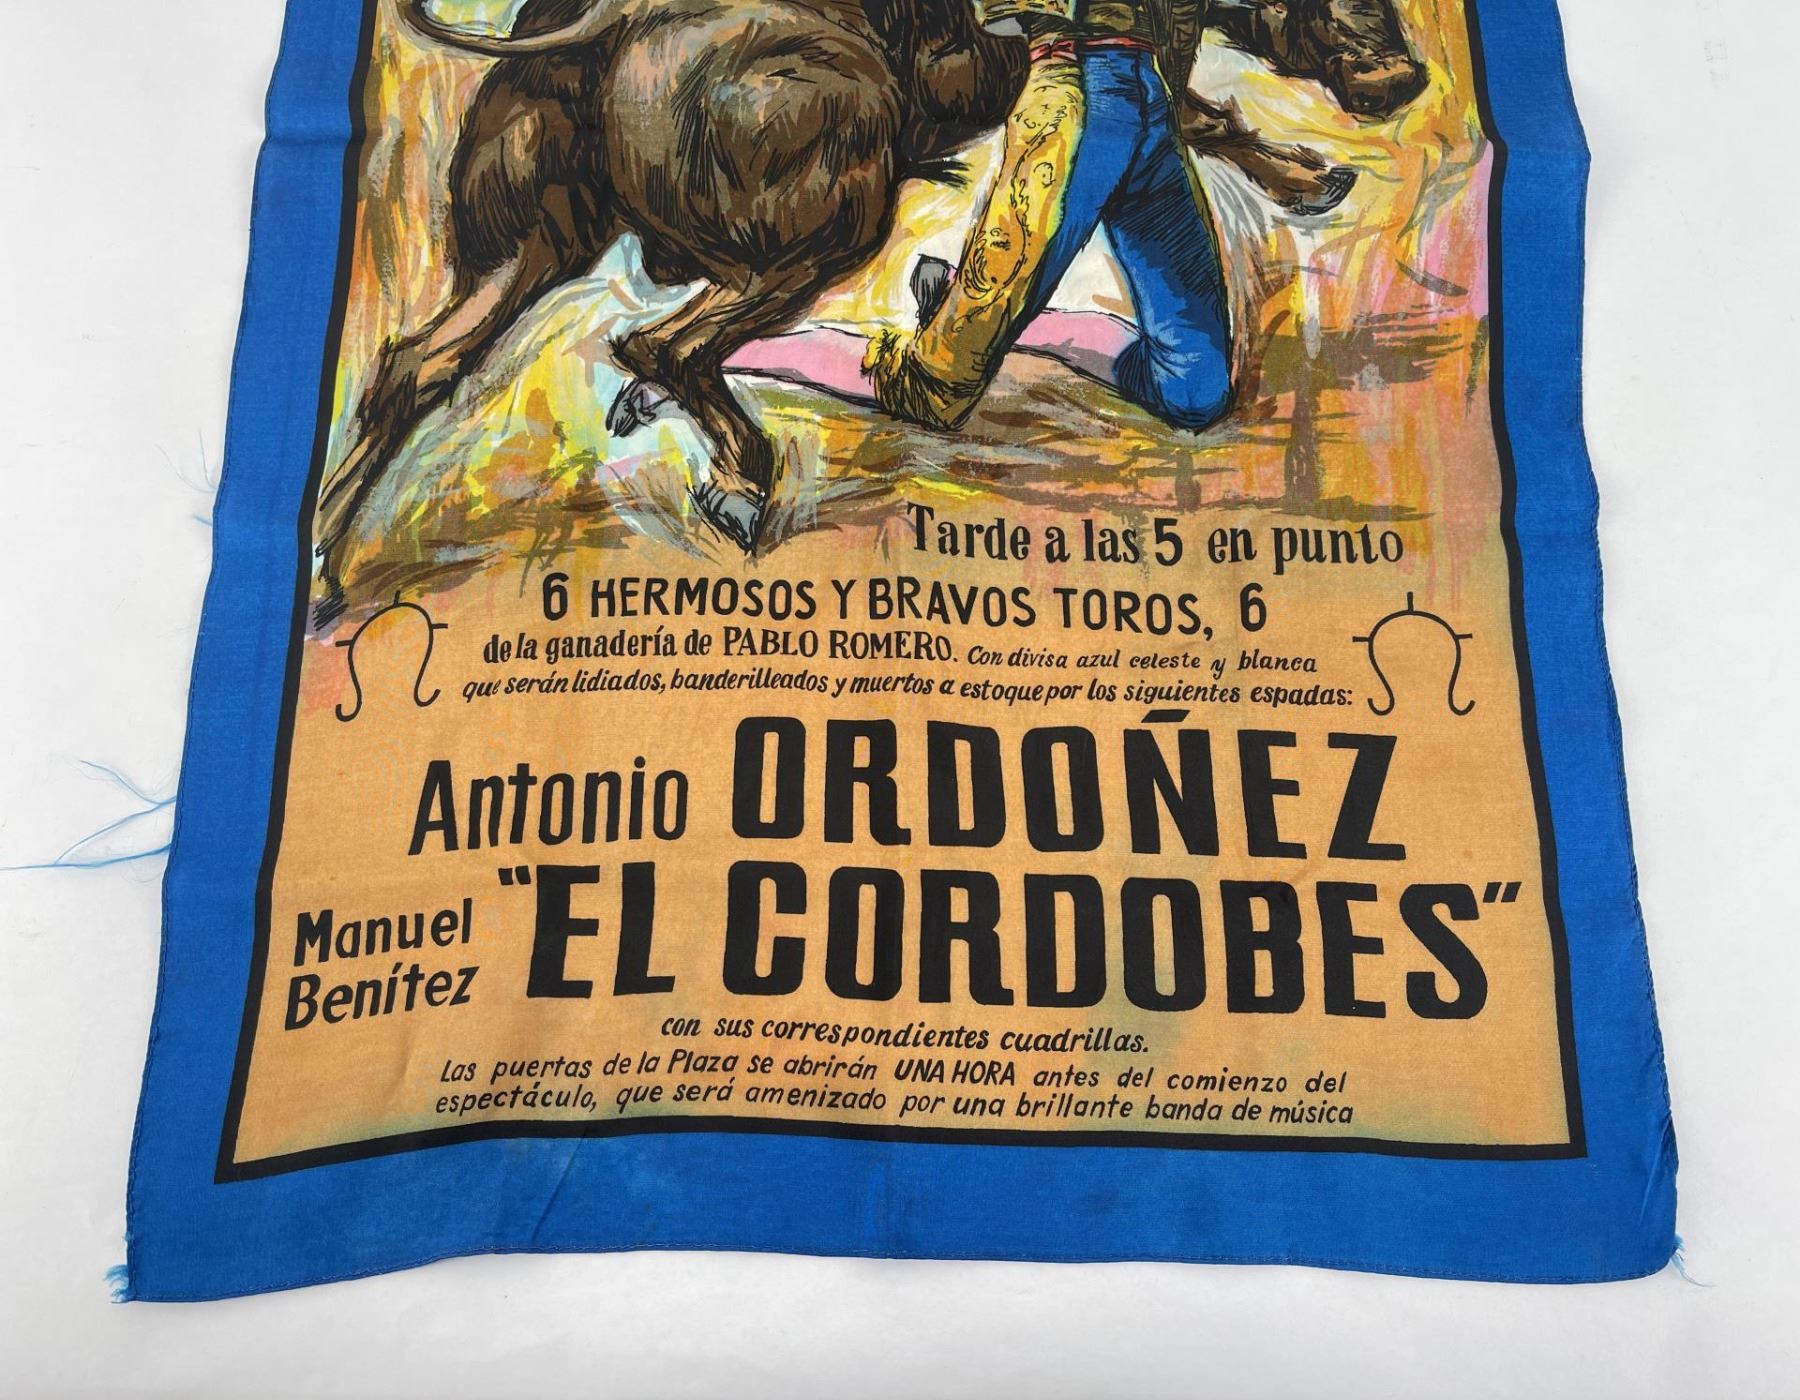 Tarde a las 5 en punto
6 HERMOSOS Y BRAVOS TOROS, 6
de la ganadería de PABLO ROMERO. Con divisa azul celeste y blanca
que serán lidiados, banderilleados y muertos a estoque por los siguientes espadas:
Antonio ORDOÑEZ
Manuel Benítez "EL CORDOBES"
con sus correspondientes cuadrillas.
Las puertas de la Plaza se abrirán UNA HORA antes del comienzo del
espectáculo, que será amenizado por una brillante banda de música